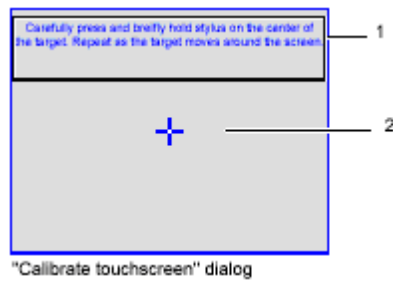 Carefully press and breifly hold stylus on the center of
the target. Repeat as the target moves around the screen.
1
2
"Calibrate touchscreen" dialog